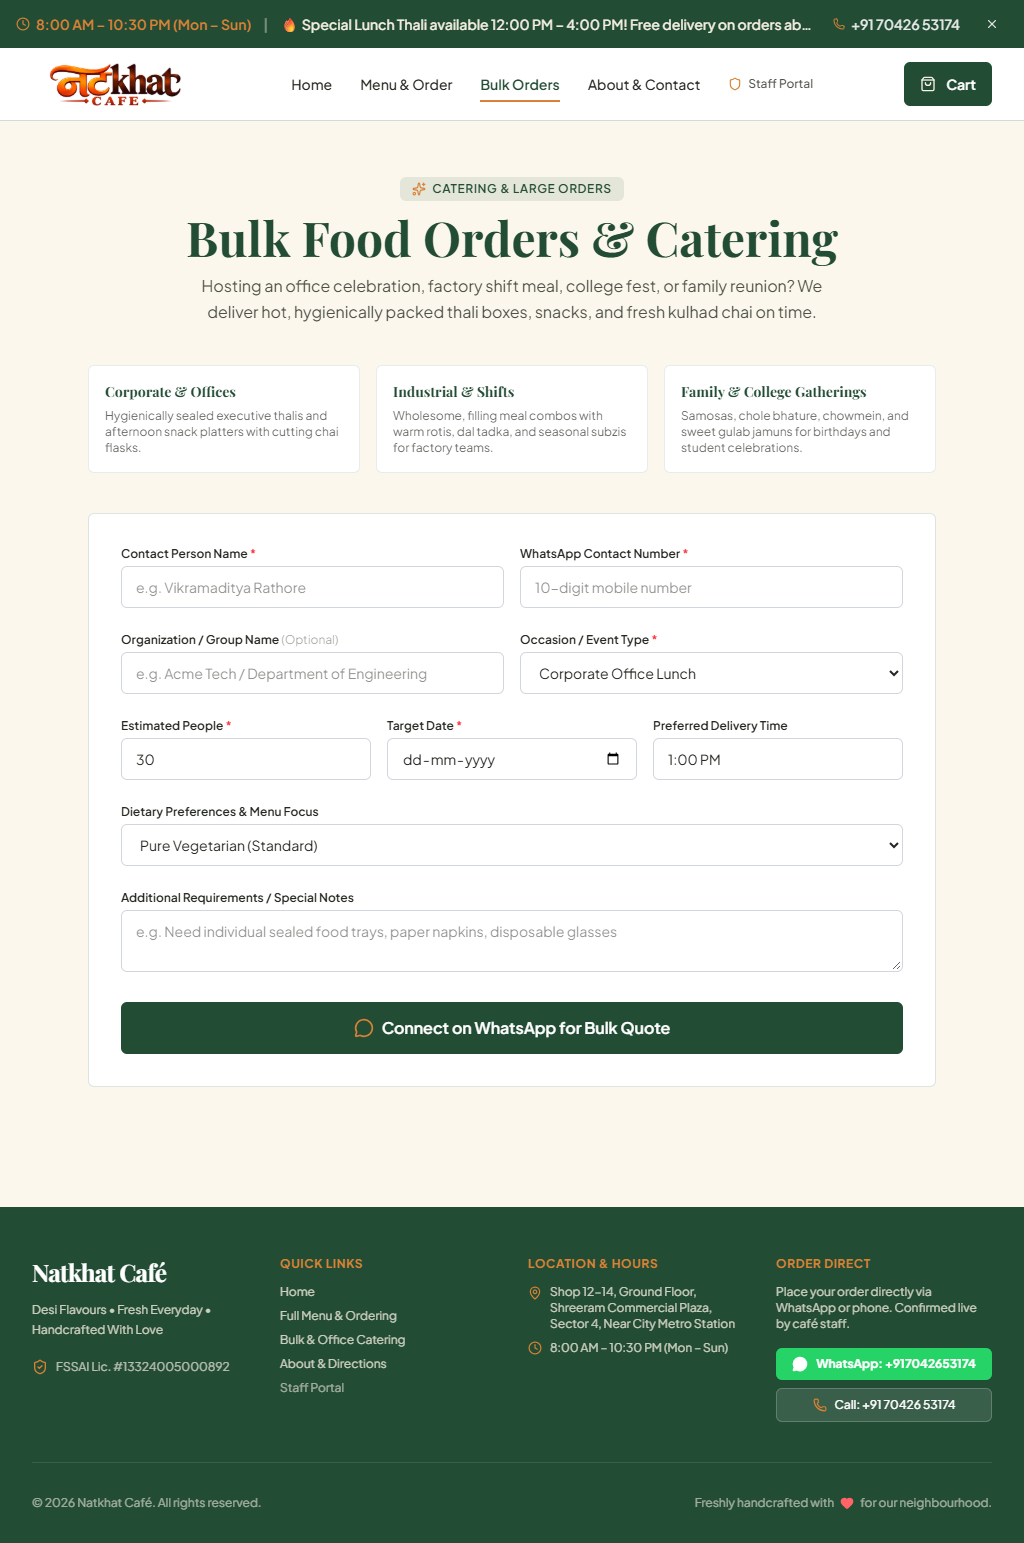 8:00 AM – 10:30 PM (Mon – Sun) | 🔥 Special Lunch Thali available 12:00 PM – 4:00 PM! Free delivery on orders ab... +91 70426 53174 ×
नटkhat
CAFE
Home Menu & Order Bulk Orders About & Contact Staff Portal Cart
CATERING & LARGE ORDERS
Bulk Food Orders & Catering
Hosting an office celebration, factory shift meal, college fest, or family reunion? We
deliver hot, hygienically packed thali boxes, snacks, and fresh kulhad chai on time.
Corporate & Offices
Hygienically sealed executive thalis and
afternoon snack platters with cutting chai
flasks.
Industrial & Shifts
Wholesome, filling meal combos with
warm rotis, dal tadka, and seasonal subzis
for factory teams.
Family & College Gatherings
Samosas, chole bhature, chowmein, and
sweet gulab jamuns for birthdays and
student celebrations.
Contact Person Name *
e.g. Vikramaditya Rathore
WhatsApp Contact Number *
10-digit mobile number
Organization / Group Name (Optional)
e.g. Acme Tech / Department of Engineering
Occasion / Event Type *
Corporate Office Lunch
Estimated People *
30
Target Date *
dd-mm-yyyy
Preferred Delivery Time
1:00 PM
Dietary Preferences & Menu Focus
Pure Vegetarian (Standard)
Additional Requirements / Special Notes
e.g. Need individual sealed food trays, paper napkins, disposable glasses
Connect on WhatsApp for Bulk Quote
Natkhat Café
Desi Flavours • Fresh Everyday •
Handcrafted With Love
FSSAI Lic. #13324005000892
QUICK LINKS
Home
Full Menu & Ordering
Bulk & Office Catering
About & Directions
Staff Portal
LOCATION & HOURS
Shop 12-14, Ground Floor,
Shreeram Commercial Plaza,
Sector 4, Near City Metro Station
8:00 AM – 10:30 PM (Mon – Sun)
ORDER DIRECT
Place your order directly via
WhatsApp or phone. Confirmed live
by café staff.
WhatsApp: +917042653174
Call: +91 70426 53174
© 2026 Natkhat Café. All rights reserved.
Freshly handcrafted with ❤ for our neighbourhood.